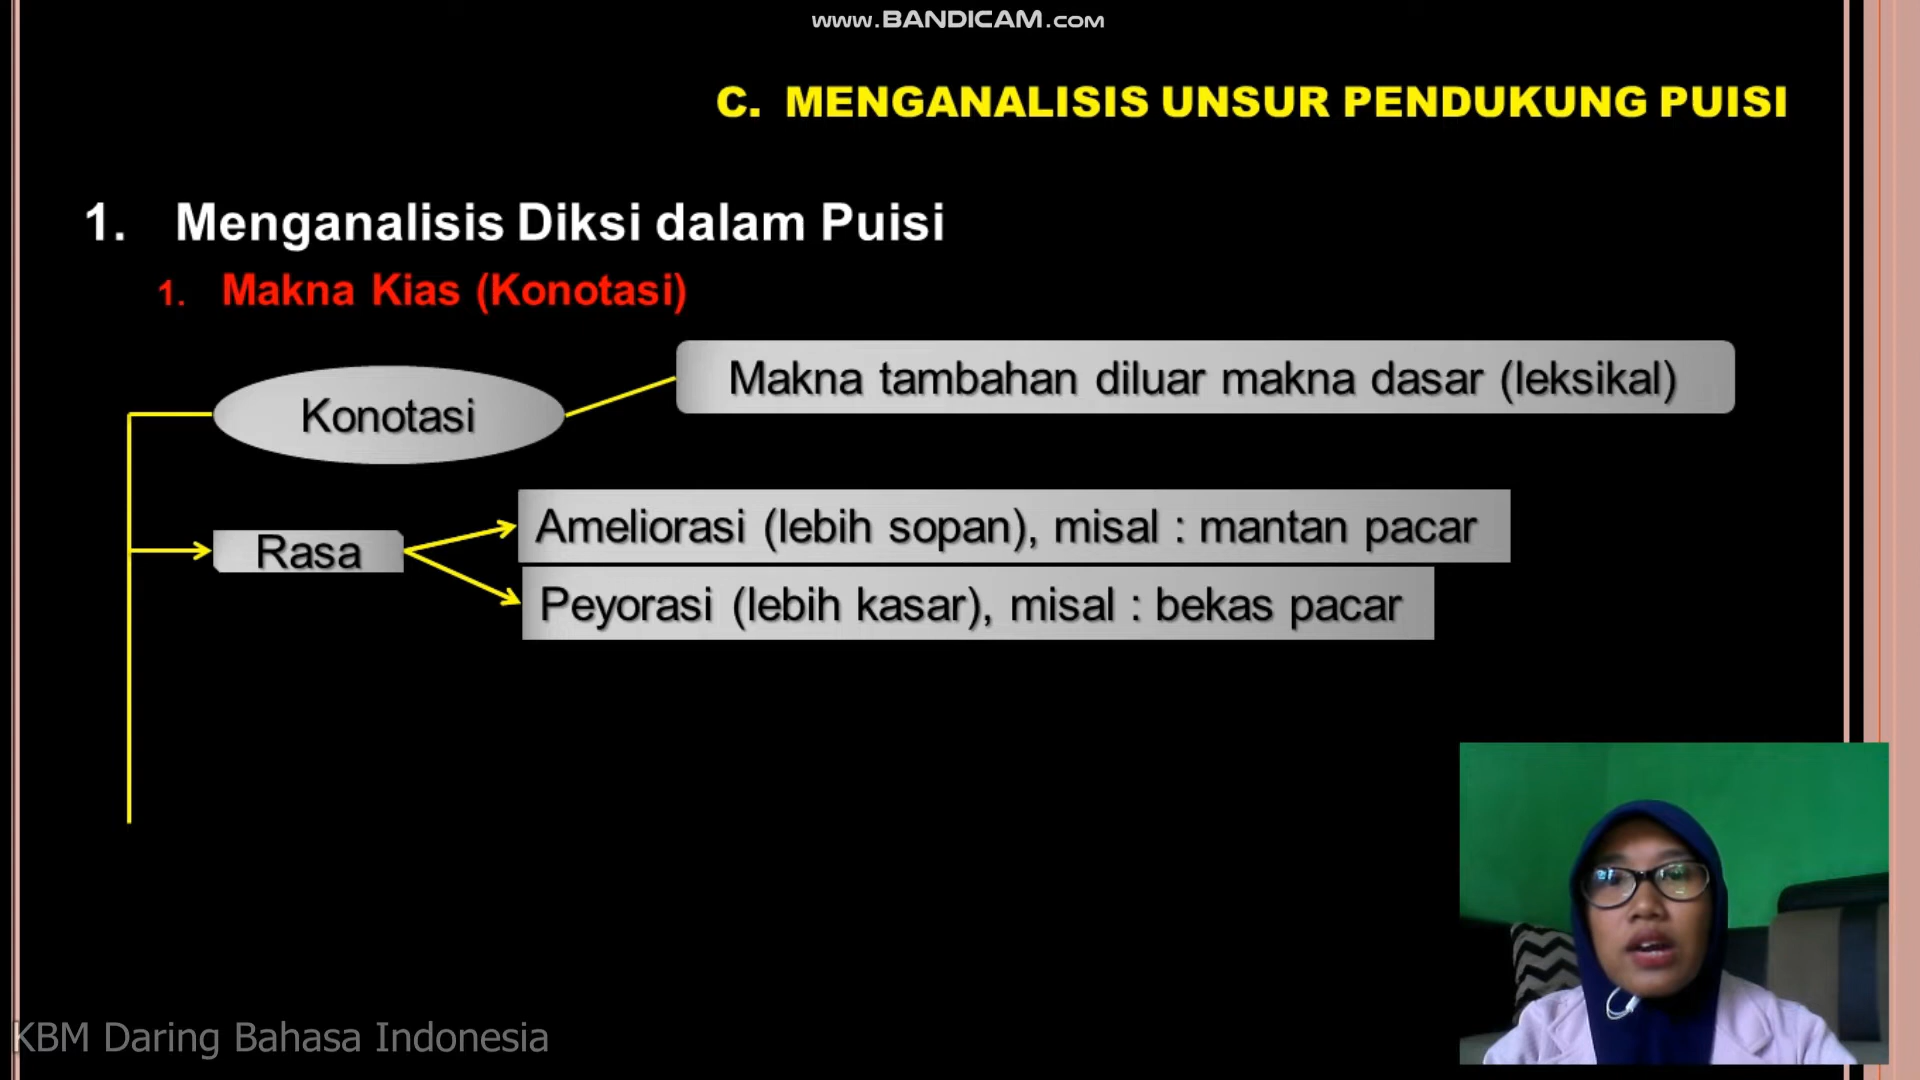 www.BANDICAM.com
C. MENGANALISIS UNSUR PENDUKUNG PUISI
1. Menganalisis Diksi dalam Puisi
1. Makna Kias (Konotasi)
Makna tambahan diluar makna dasar (leksikal)
Konotasi
Ameliorasi (lebih sopan), misal : mantan pacar
Rasa
Peyorasi (lebih kasar), misal : bekas pacar
KBM Daring Bahasa Indonesia